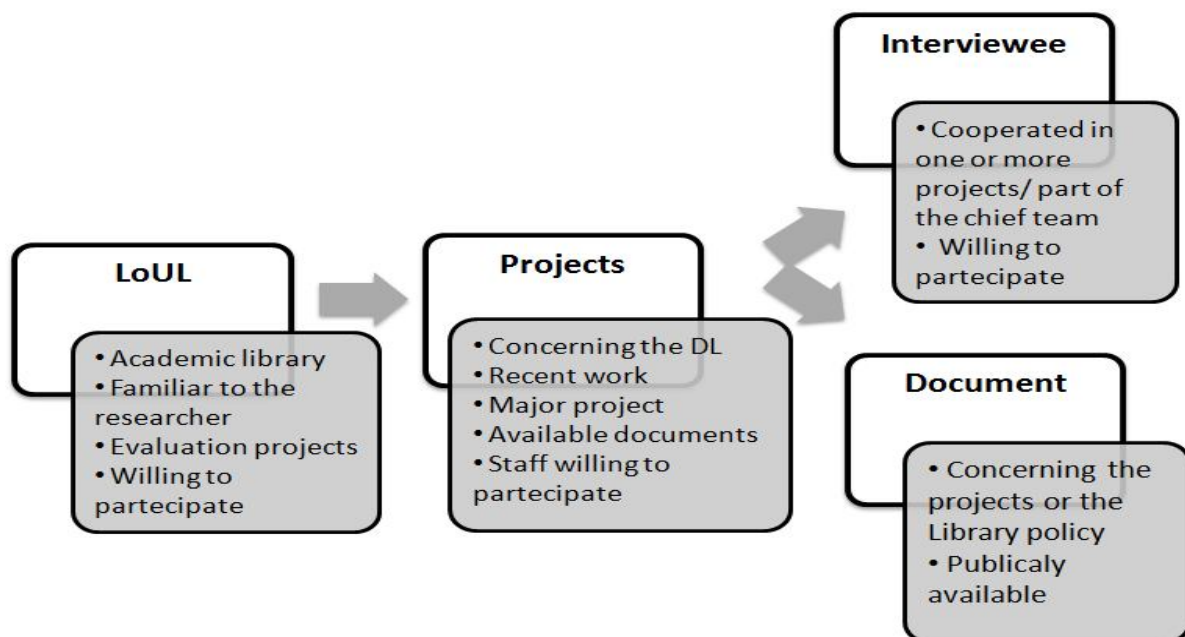 LoUL
• Academic library
• Familiar to the
researcher
• Evaluation projects
• Willing to
partecipate
Projects
• Concerning the DL
• Recent work
• Major project
• Available documents
• Staff willing to
partecipate
Interviewee
• Cooperated in
one or more
projects/ part of
the chief team
• Willing to
partecipate
Document
• Concerning the
projects or the
Library policy
• Publicaly
available